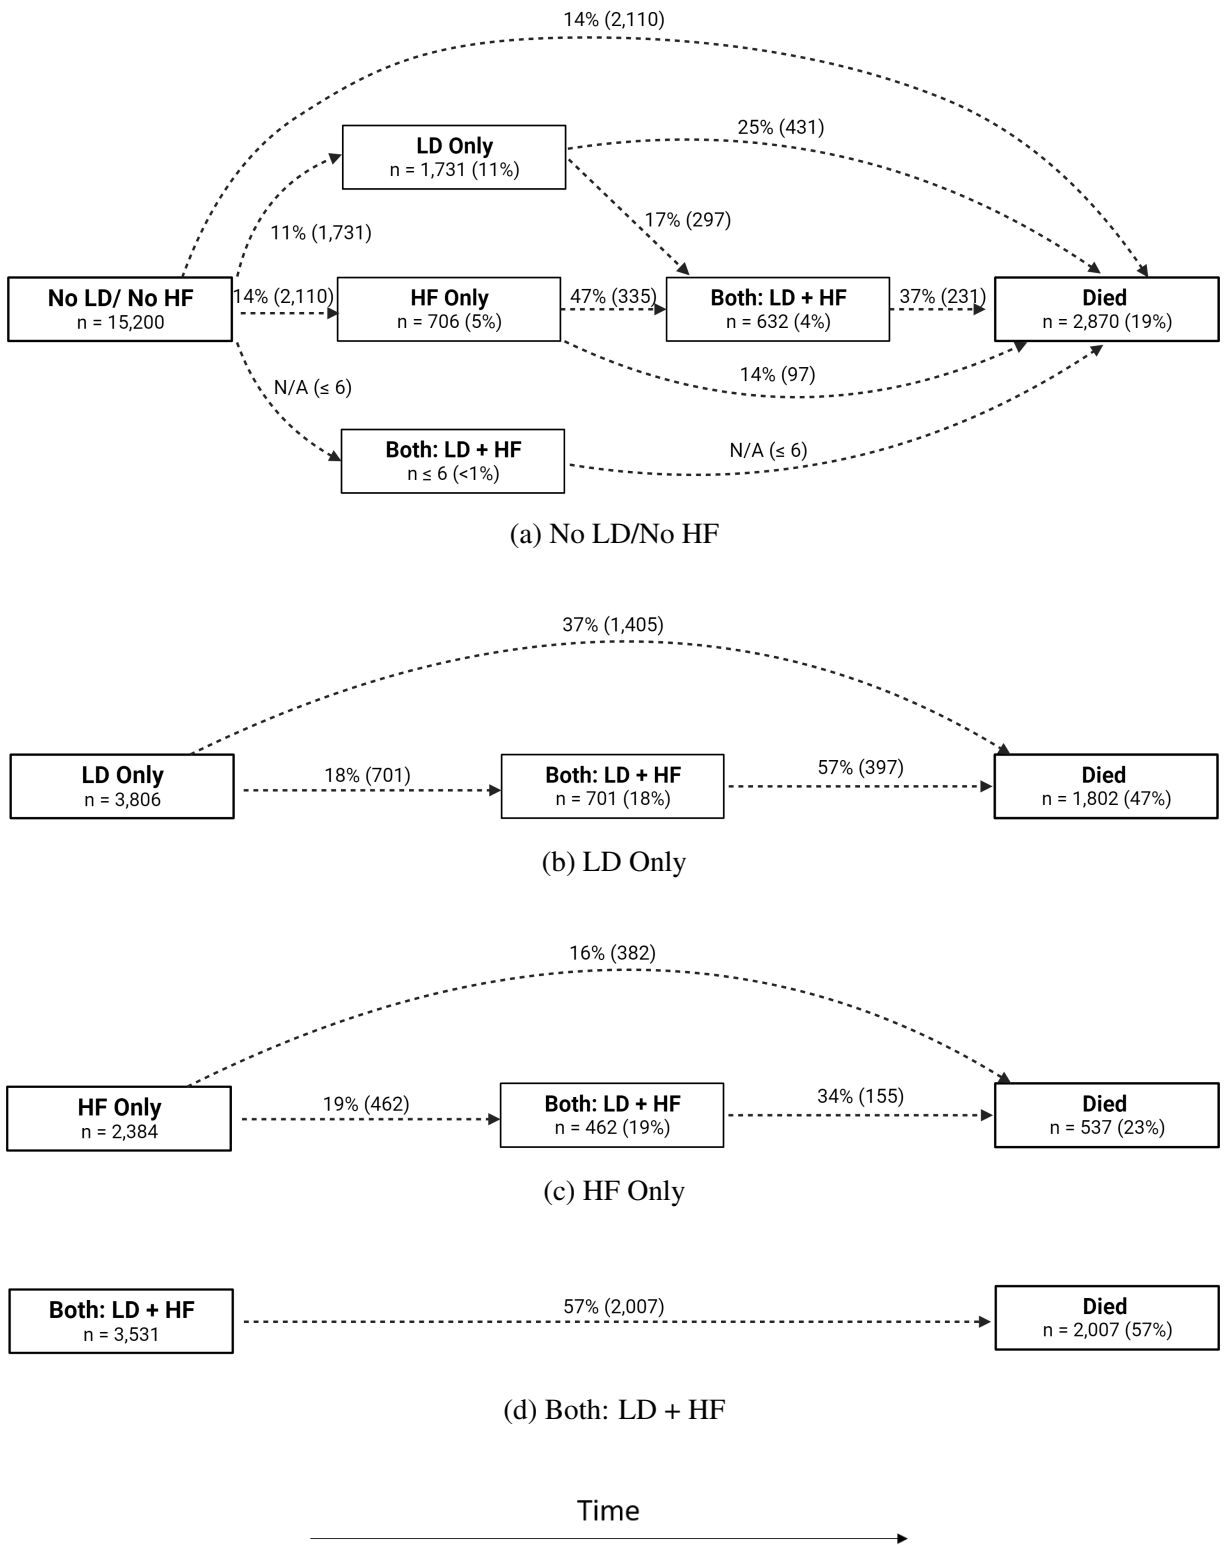 14% (2,110)
25% (431)
LD Only
n = 1,731 (11%)
17% (297)
11% (1,731)
No LD/ No HF
n = 15,200
14% (2,110)
HF Only
n = 706 (5%)
47% (335)
Both: LD + HF
n = 632 (4%)
37% (231)
Died
n = 2,870 (19%)
14% (97)
N/A (≤ 6)
Both: LD + HF
n ≤ 6 (<1%)
N/A (≤ 6)
(a) No LD/No HF
37% (1,405)
LD Only
n = 3,806
18% (701)
Both: LD + HF
n = 701 (18%)
57% (397)
Died
n = 1,802 (47%)
(b) LD Only
16% (382)
HF Only
n = 2,384
19% (462)
Both: LD + HF
n = 462 (19%)
34% (155)
Died
n = 537 (23%)
(c) HF Only
Both: LD + HF
n = 3,531
57% (2,007)
Died
n = 2,007 (57%)
(d) Both: LD + HF
Time